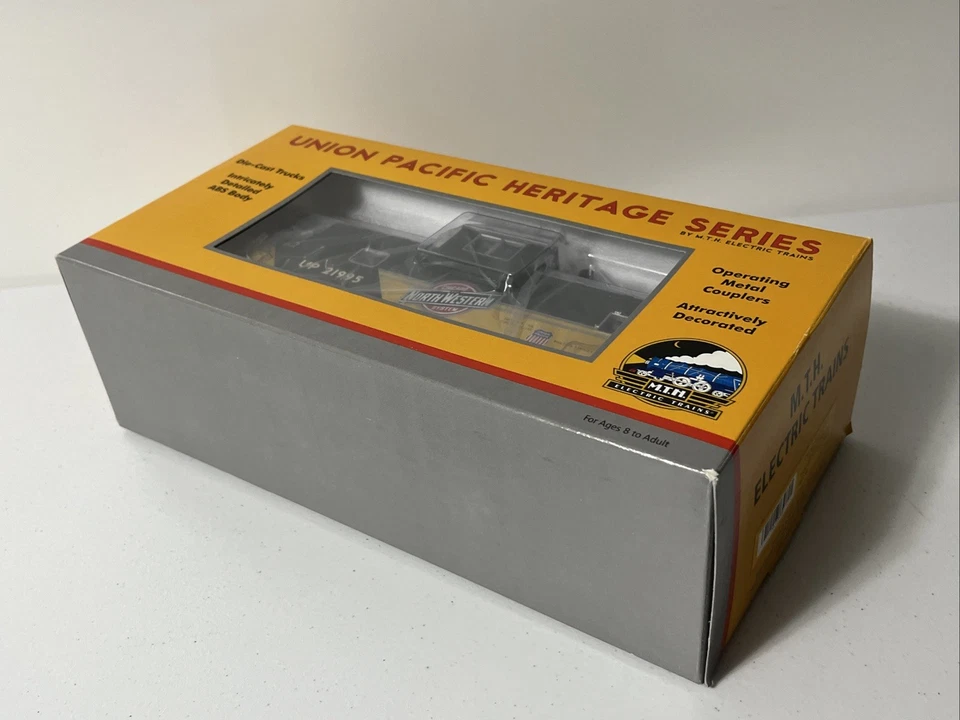 UNION PACIFIC HERITAGE SERIES
BY M.T.H. ELECTRIC TRAINS
Die-Cast Trucks
Intricately
Detailed
ABS Body
UP 21995
NORTH WESTERN
SYSTEM
Operating
Metal
Couplers
Attractively
Decorated
M.T.H.
ELECTRIC TRAINS
For Ages 8 to Adult
M.T.H.
ELECTRIC TRAINS